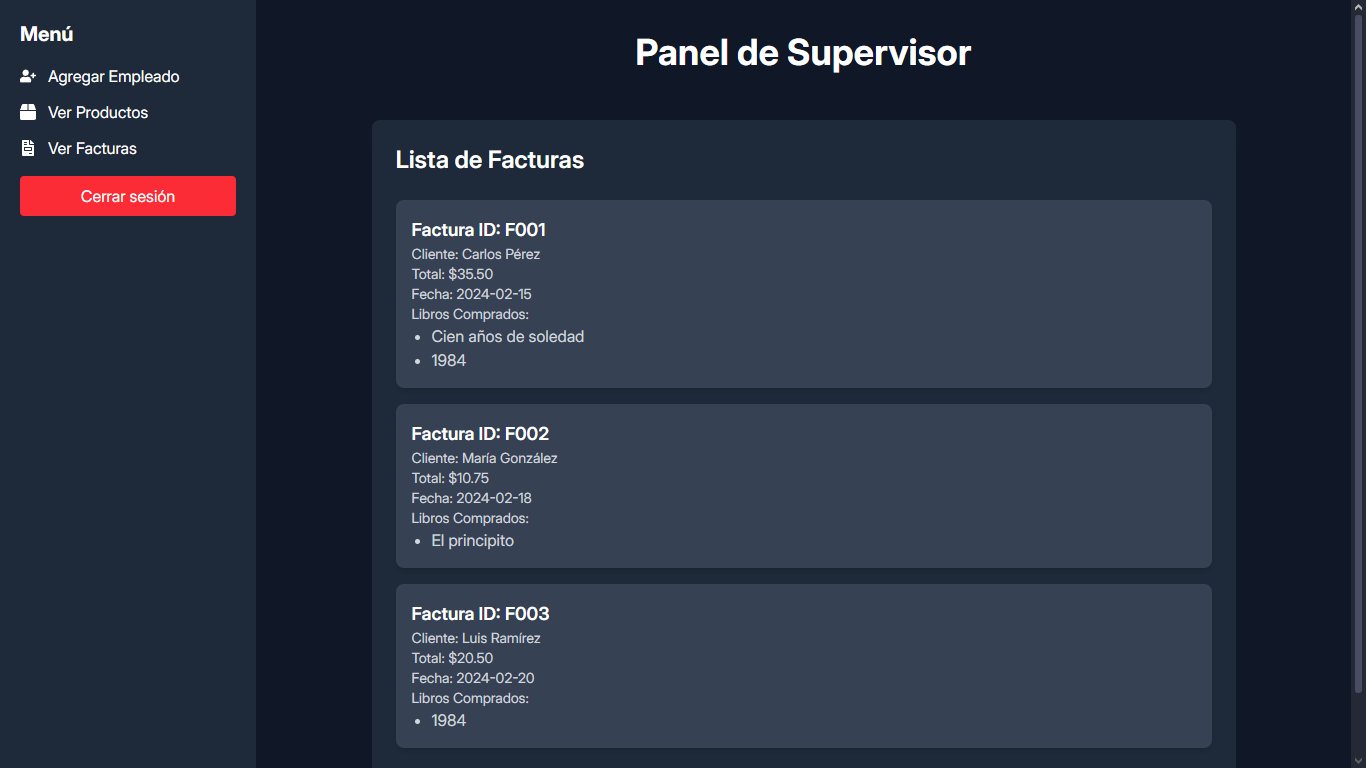 Menú
Agregar Empleado
Ver Productos
Ver Facturas
Cerrar sesión
Panel de Supervisor
Lista de Facturas
Factura ID: F001
Cliente: Carlos Pérez
Total: $35.50
Fecha: 2024-02-15
Libros Comprados:
Cien años de soledad
1984
Factura ID: F002
Cliente: María González
Total: $10.75
Fecha: 2024-02-18
Libros Comprados:
El principito
Factura ID: F003
Cliente: Luis Ramírez
Total: $20.50
Fecha: 2024-02-20
Libros Comprados:
1984